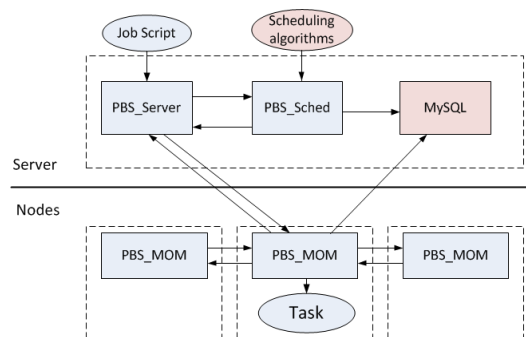 Job Script
Scheduling
algorithms
PBS_Server
PBS_Sched
MySQL
Server
Nodes
PBS_MOM
PBS_MOM
PBS_MOM
Task